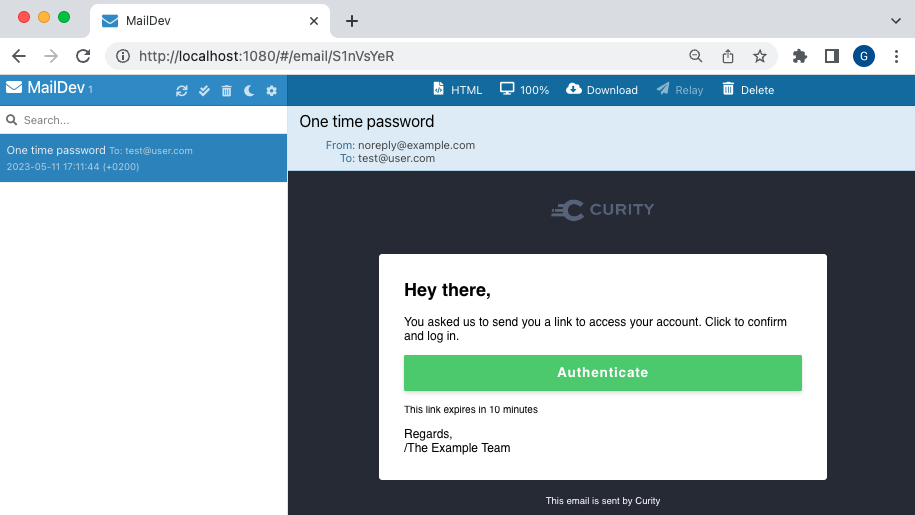 MailDev
http://localhost:1080/#/email/S1nVsYeR
G
MailDev 1
HTML
100%
Download
Relay
Delete
Search...
One time password To: test@user.com
2023-05-11 17:11:44 (+0200)
One time password
From: noreply@example.com
To: test@user.com
CURITY
Hey there,
You asked us to send you a link to access your account. Click to confirm
and log in.
Authenticate
This link expires in 10 minutes
Regards,
/The Example Team
This email is sent by Curity